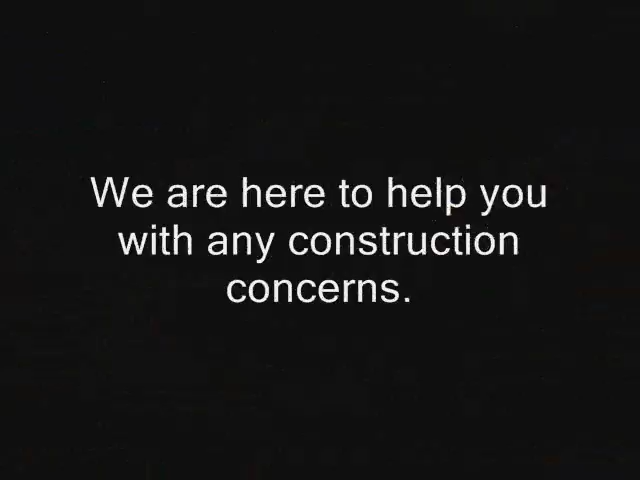 We are here to help you
with any construction
concerns.